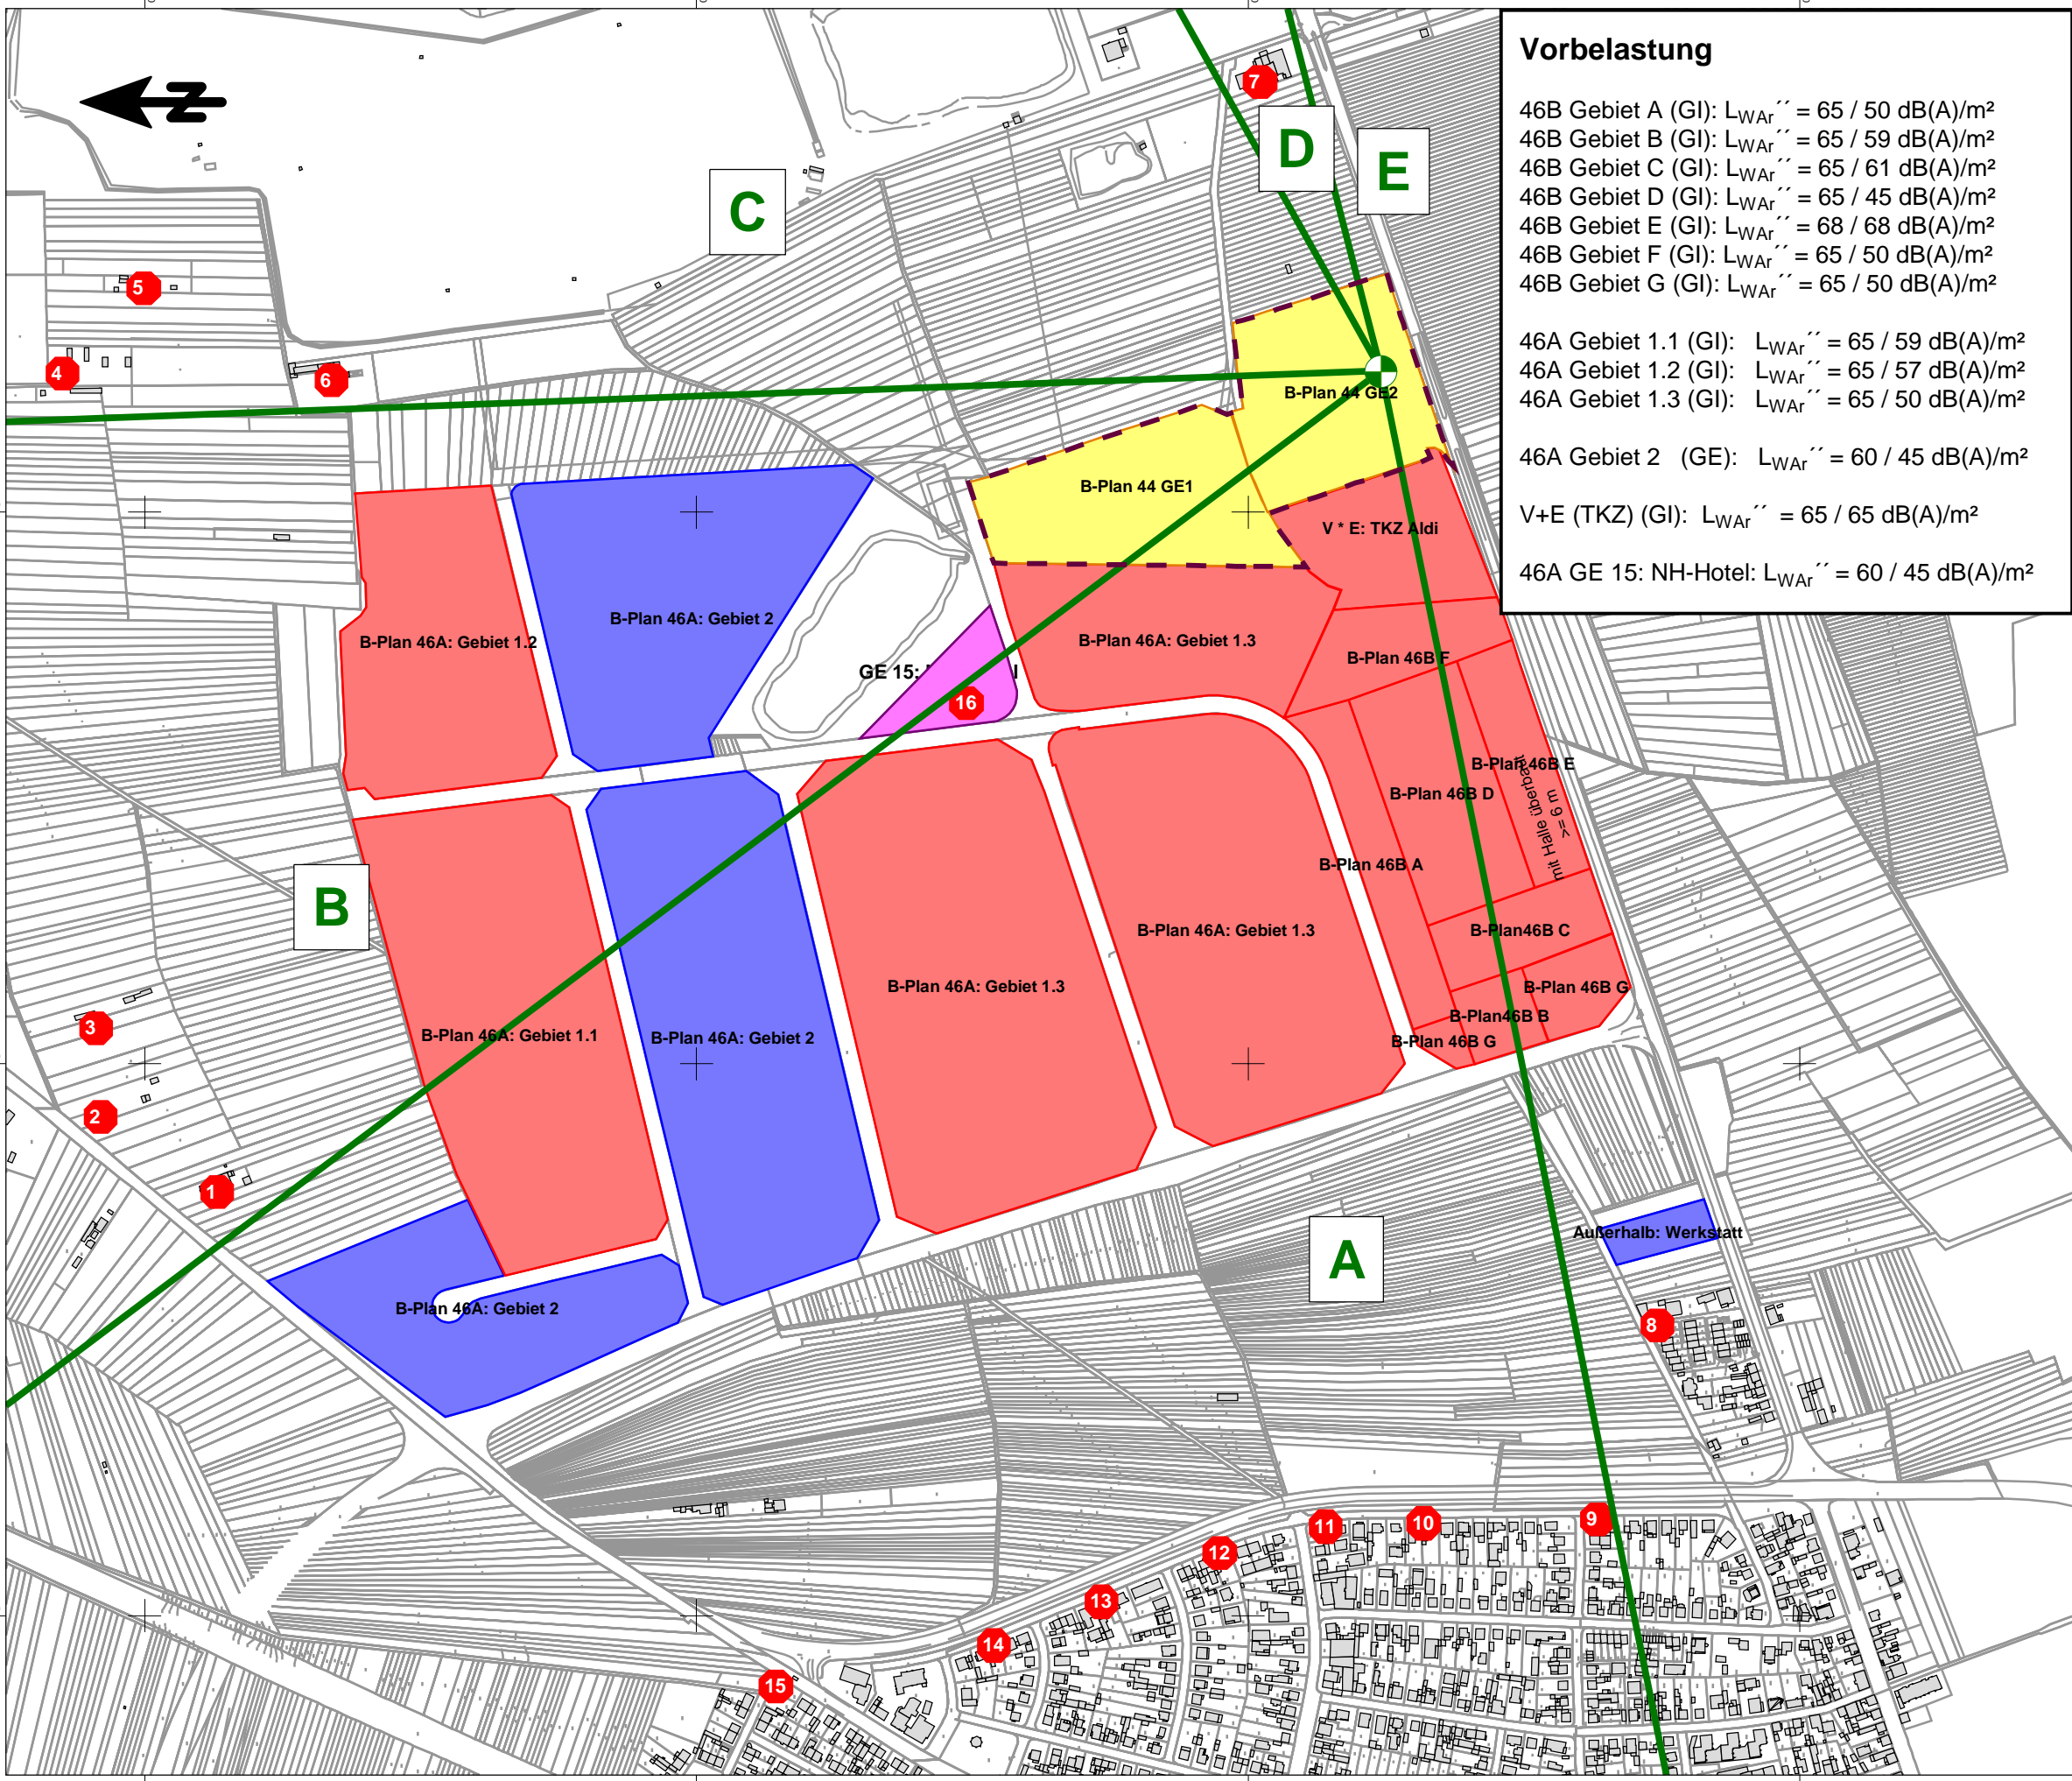 Vorbelastung
46B Gebiet A (GI): LWAr´´ = 65 / 50 dB(A)/m²
46B Gebiet B (GI): LWAr´´ = 65 / 59 dB(A)/m²
46B Gebiet C (GI): LWAr´´ = 65 / 61 dB(A)/m²
46B Gebiet D (GI): LWAr´´ = 65 / 45 dB(A)/m²
46B Gebiet E (GI): LWAr´´ = 68 / 68 dB(A)/m²
46B Gebiet F (GI): LWAr´´ = 65 / 50 dB(A)/m²
46B Gebiet G (GI): LWAr´´ = 65 / 50 dB(A)/m²
46A Gebiet 1.1 (GI): LWAr´´ = 65 / 59 dB(A)/m²
46A Gebiet 1.2 (GI): LWAr´´ = 65 / 57 dB(A)/m²
46A Gebiet 1.3 (GI): LWAr´´ = 65 / 50 dB(A)/m²
46A Gebiet 2 (GE): LWAr´´ = 60 / 45 dB(A)/m²
V+E (TKZ) (GI): LWAr´´ = 65 / 65 dB(A)/m²
46A GE 15: NH-Hotel: LWAr´´ = 60 / 45 dB(A)/m²
N
7
D
E
C
5
4
6
B-Plan 44 GE2
B-Plan 44 GE1
V * E: TKZ Aldi
B-Plan 46A: Gebiet 2
B-Plan 46A: Gebiet 1.2
B-Plan 46A: Gebiet 1.3
B-Plan 46B F
GE 15:
16
B-Plan 46B E
B-Plan 46B D
mit Halle überbaut
>= 6 m
B-Plan 46B A
B
B-Plan 46A: Gebiet 1.3
B-Plan46B C
B-Plan 46A: Gebiet 1.3
B-Plan 46B G
B-Plan46B B
3
B-Plan 46A: Gebiet 1.1
B-Plan 46A: Gebiet 2
B-Plan 46B G
2
1
Außerhalb: Werkstatt
A
B-Plan 46A: Gebiet 2
8
9
10
11
12
13
14
15